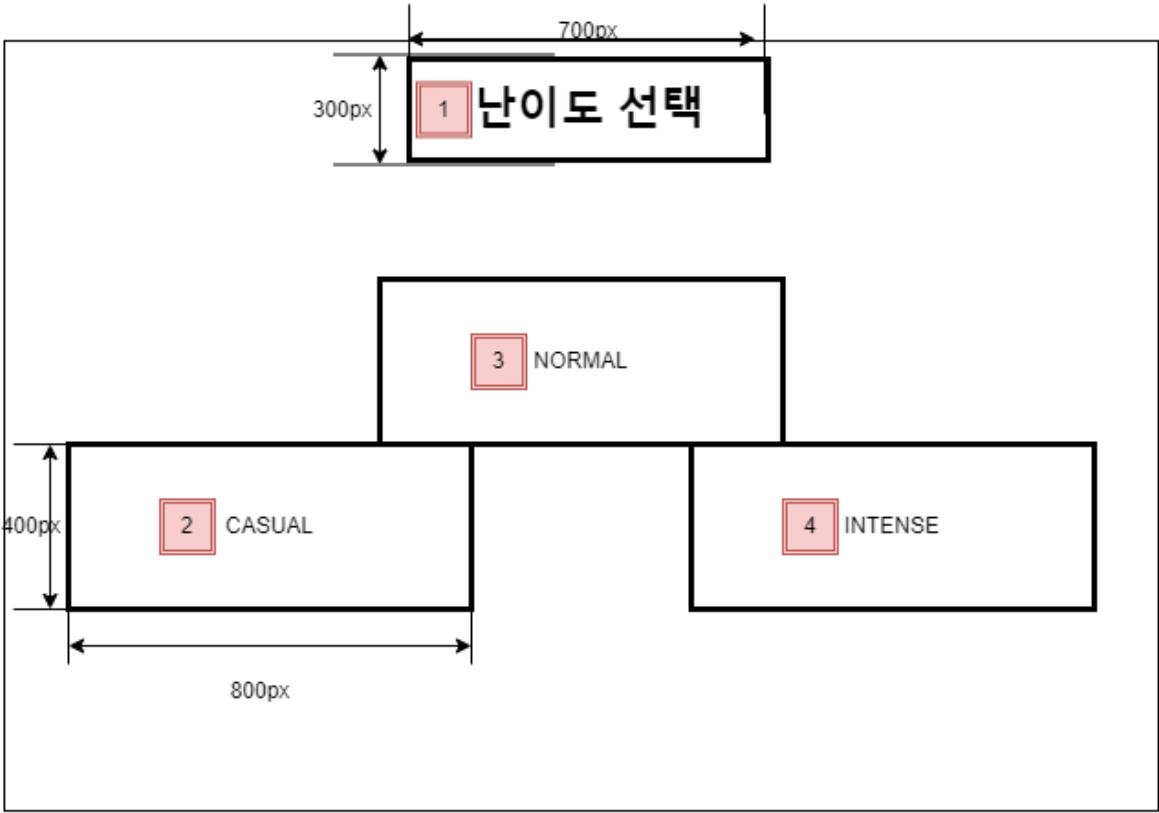 700px
300px
1 난이도 선택
3 NORMAL
400px
2 CASUAL
4 INTENSE
800px